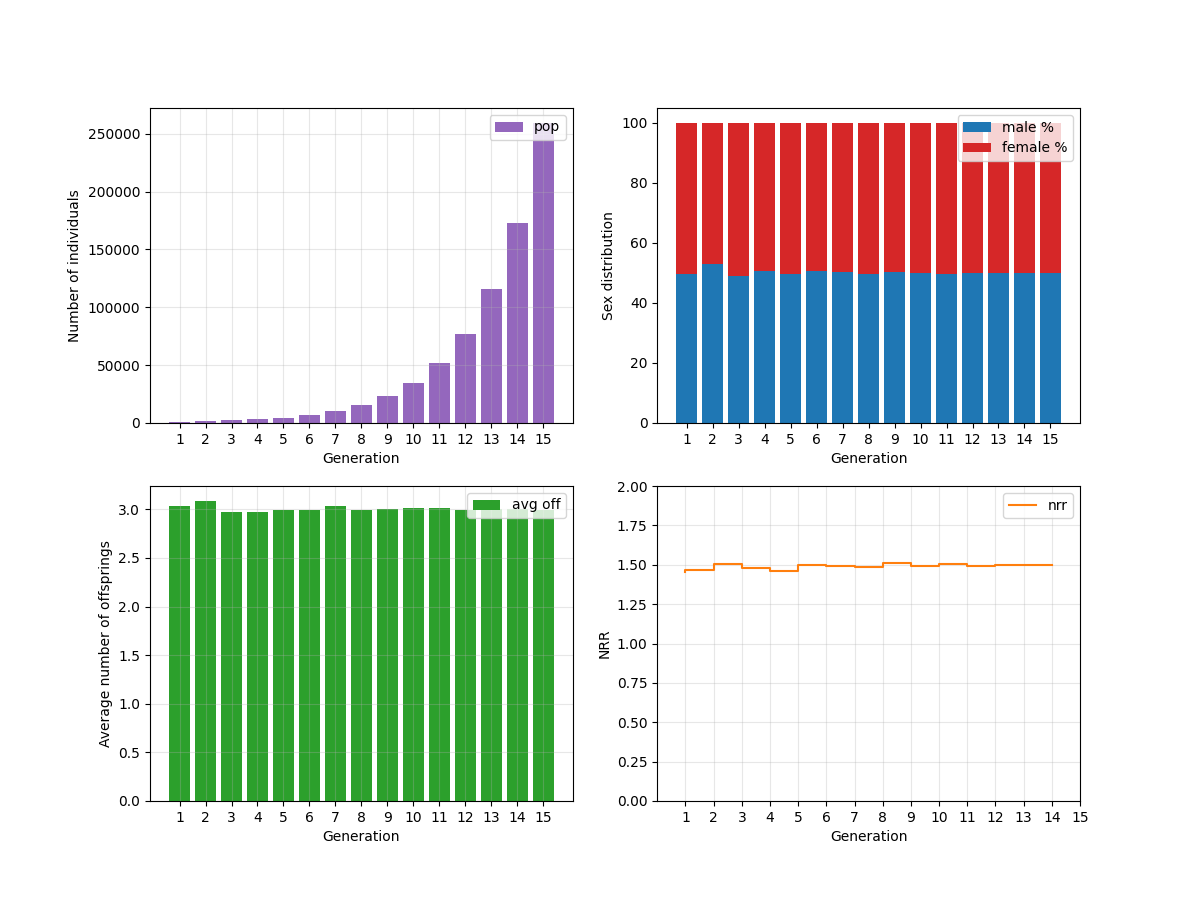 pop
250000
200000
150000
100000
50000
0
Number of individuals
1 2 3 4 5 6 7 8 9 10 11 12 13 14 15
Generation
male %
female %
100
80
60
40
20
0
Sex distribution
1 2 3 4 5 6 7 8 9 10 11 12 13 14 15
Generation
avg off
3.0
2.5
2.0
1.5
1.0
0.5
0.0
Average number of offsprings
1 2 3 4 5 6 7 8 9 10 11 12 13 14 15
Generation
nrr
2.00
1.75
1.50
1.25
1.00
0.75
0.50
0.25
0.00
NRR
1 2 3 4 5 6 7 8 9 10 11 12 13 14 15
Generation